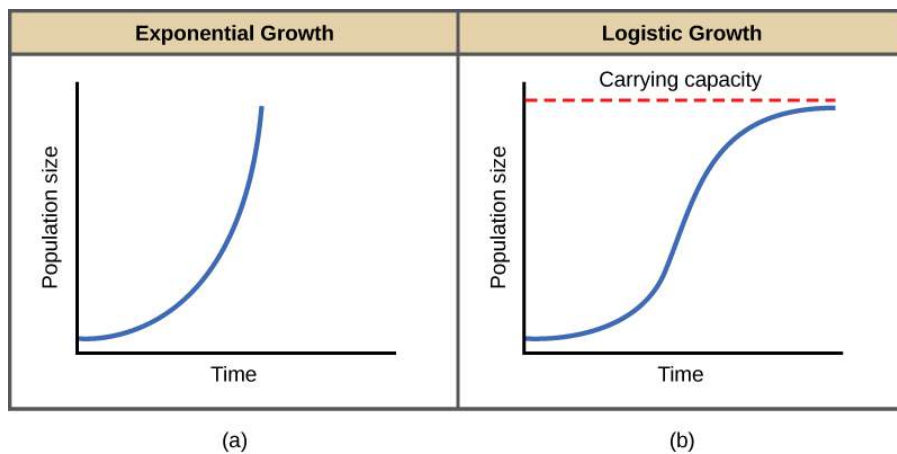 Exponential Growth
Logistic Growth
Population size
Time
Carrying capacity
Population size
Time
(a)
(b)